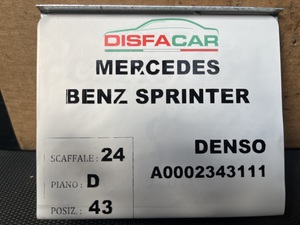 DISFACAR
MERCEDES
BENZ SPRINTER
DENSO
A0002343111
SCAFFALE : 24
PIANO : D
POSIZ. : 43